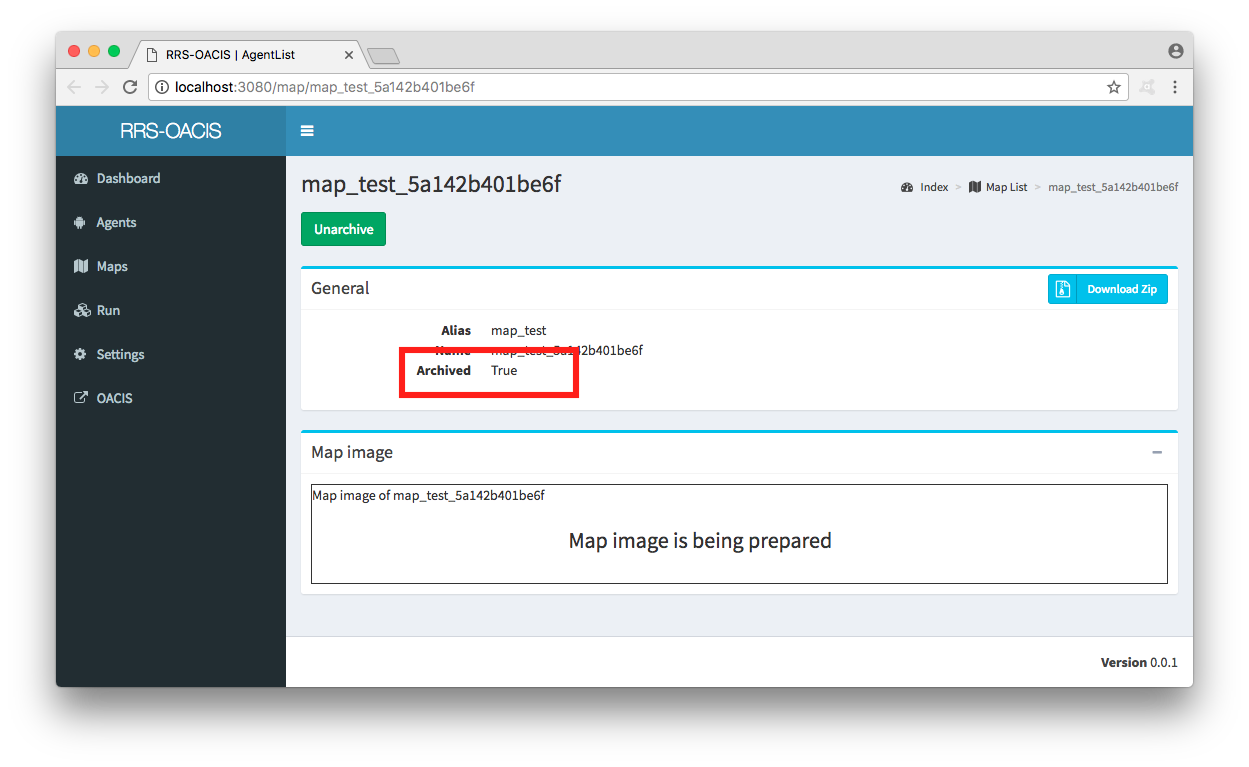 RRS-OACIS | AgentList
localhost:3080/map/map_test_5a142b401be6f
RRS-OACIS
Dashboard
Agents
Maps
Run
Settings
OACIS
map_test_5a142b401be6f
Index > Map List > map_test_5a142b401be6f
Unarchive
General
Download Zip
Alias map_test
Name map_test_5a142b401be6f
Archived True
Map image
Map image of map_test_5a142b401be6f
Map image is being prepared
Version 0.0.1